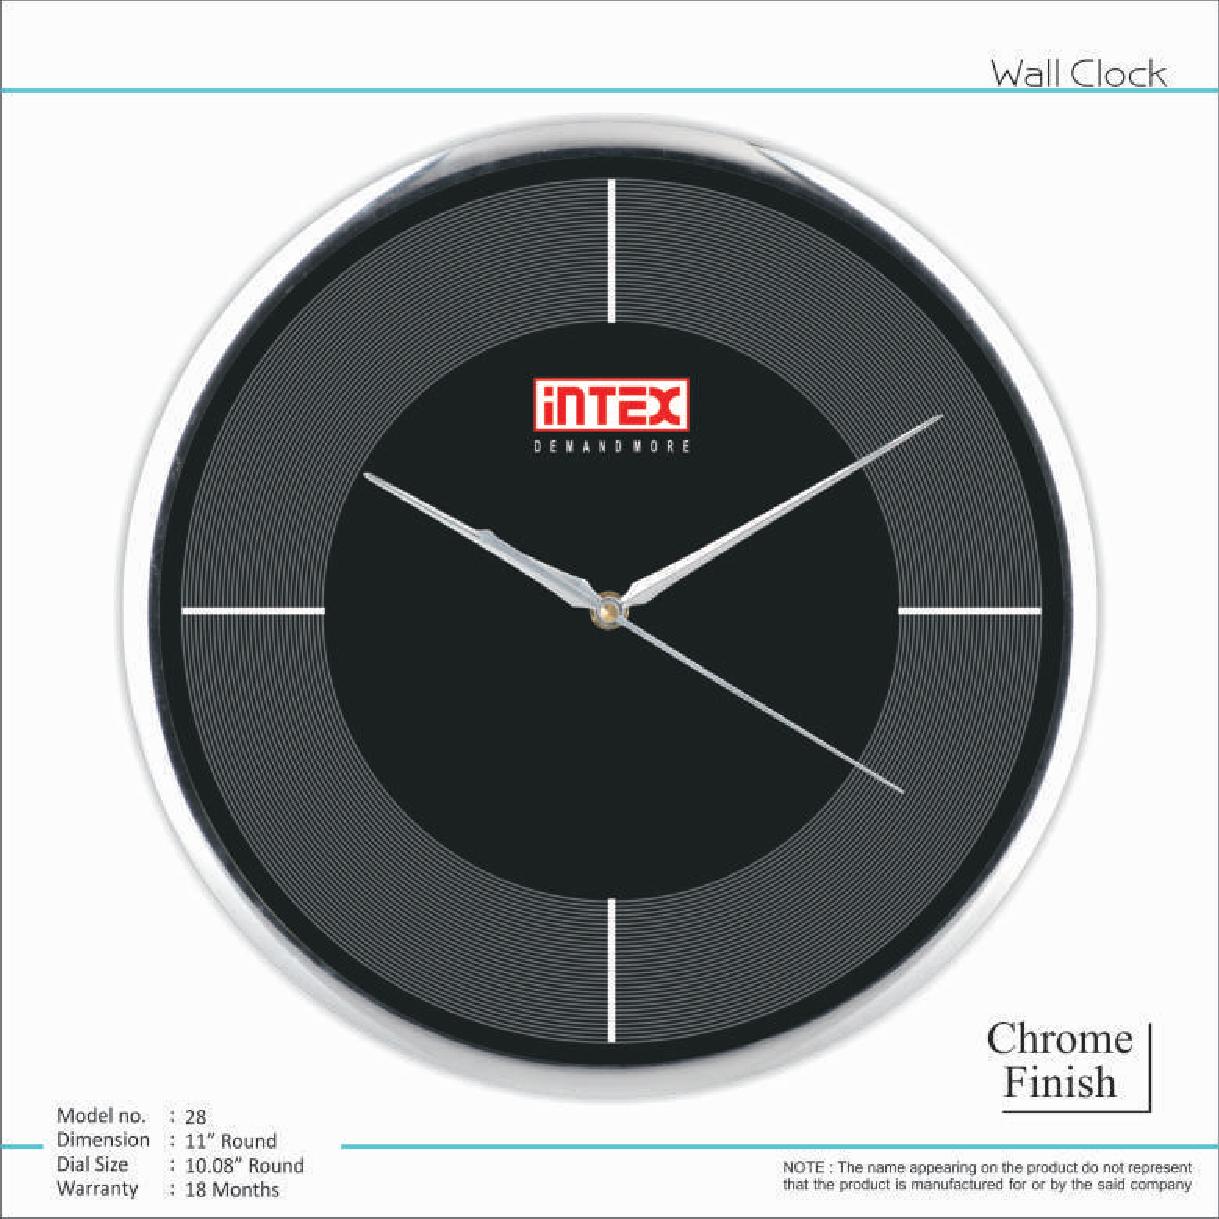 Wall Clock
iNTEX
DEMANDMORE
Chrome
Finish
Model no. : 28
Dimension : 11” Round
Dial Size : 10.08” Round
Warranty : 18 Months
NOTE : The name appearing on the product do not represent
that the product is manufactured for or by the said company